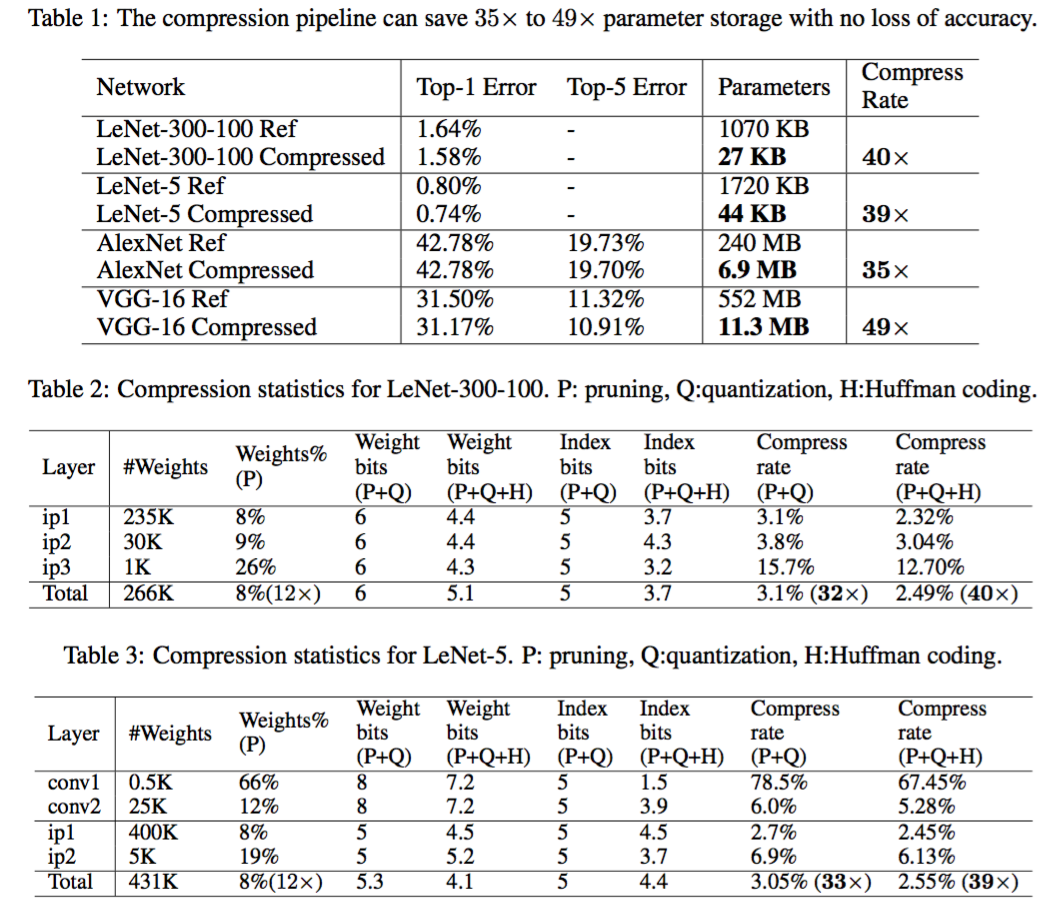 Table 1: The compression pipeline can save 35× to 49× parameter storage with no loss of accuracy.
Network Top-1 Error Top-5 Error Parameters Compress Rate
LeNet-300-100 Ref 1.64% - 1070 KB
LeNet-300-100 Compressed 1.58% - 27 KB 40×
LeNet-5 Ref 0.80% - 1720 KB
LeNet-5 Compressed 0.74% - 44 KB 39×
AlexNet Ref 42.78% 19.73% 240 MB
AlexNet Compressed 42.78% 19.70% 6.9 MB 35×
VGG-16 Ref 31.50% 11.32% 552 MB
VGG-16 Compressed 31.17% 10.91% 11.3 MB 49×
Table 2: Compression statistics for LeNet-300-100. P: pruning, Q:quantization, H:Huffman coding.
Layer #Weights Weights% (P) Weight bits (P+Q) Weight bits (P+Q+H) Index bits (P+Q) Index bits (P+Q+H) Compress rate (P+Q) Compress rate (P+Q+H)
ip1 235K 8% 6 4.4 5 3.7 3.1% 2.32%
ip2 30K 9% 6 4.4 5 4.3 3.8% 3.04%
ip3 1K 26% 6 4.3 5 3.2 15.7% 12.70%
Total 266K 8%(12×) 6 5.1 5 3.7 3.1% (32×) 2.49% (40×)
Table 3: Compression statistics for LeNet-5. P: pruning, Q:quantization, H:Huffman coding.
Layer #Weights Weights% (P) Weight bits (P+Q) Weight bits (P+Q+H) Index bits (P+Q) Index bits (P+Q+H) Compress rate (P+Q) Compress rate (P+Q+H)
conv1 0.5K 66% 8 7.2 5 1.5 78.5% 67.45%
conv2 25K 12% 8 7.2 5 3.9 6.0% 5.28%
ip1 400K 8% 5 4.5 5 4.5 2.7% 2.45%
ip2 5K 19% 5 5.2 5 3.7 6.9% 6.13%
Total 431K 8%(12×) 5.3 4.1 5 4.4 3.05% (33×) 2.55% (39×)